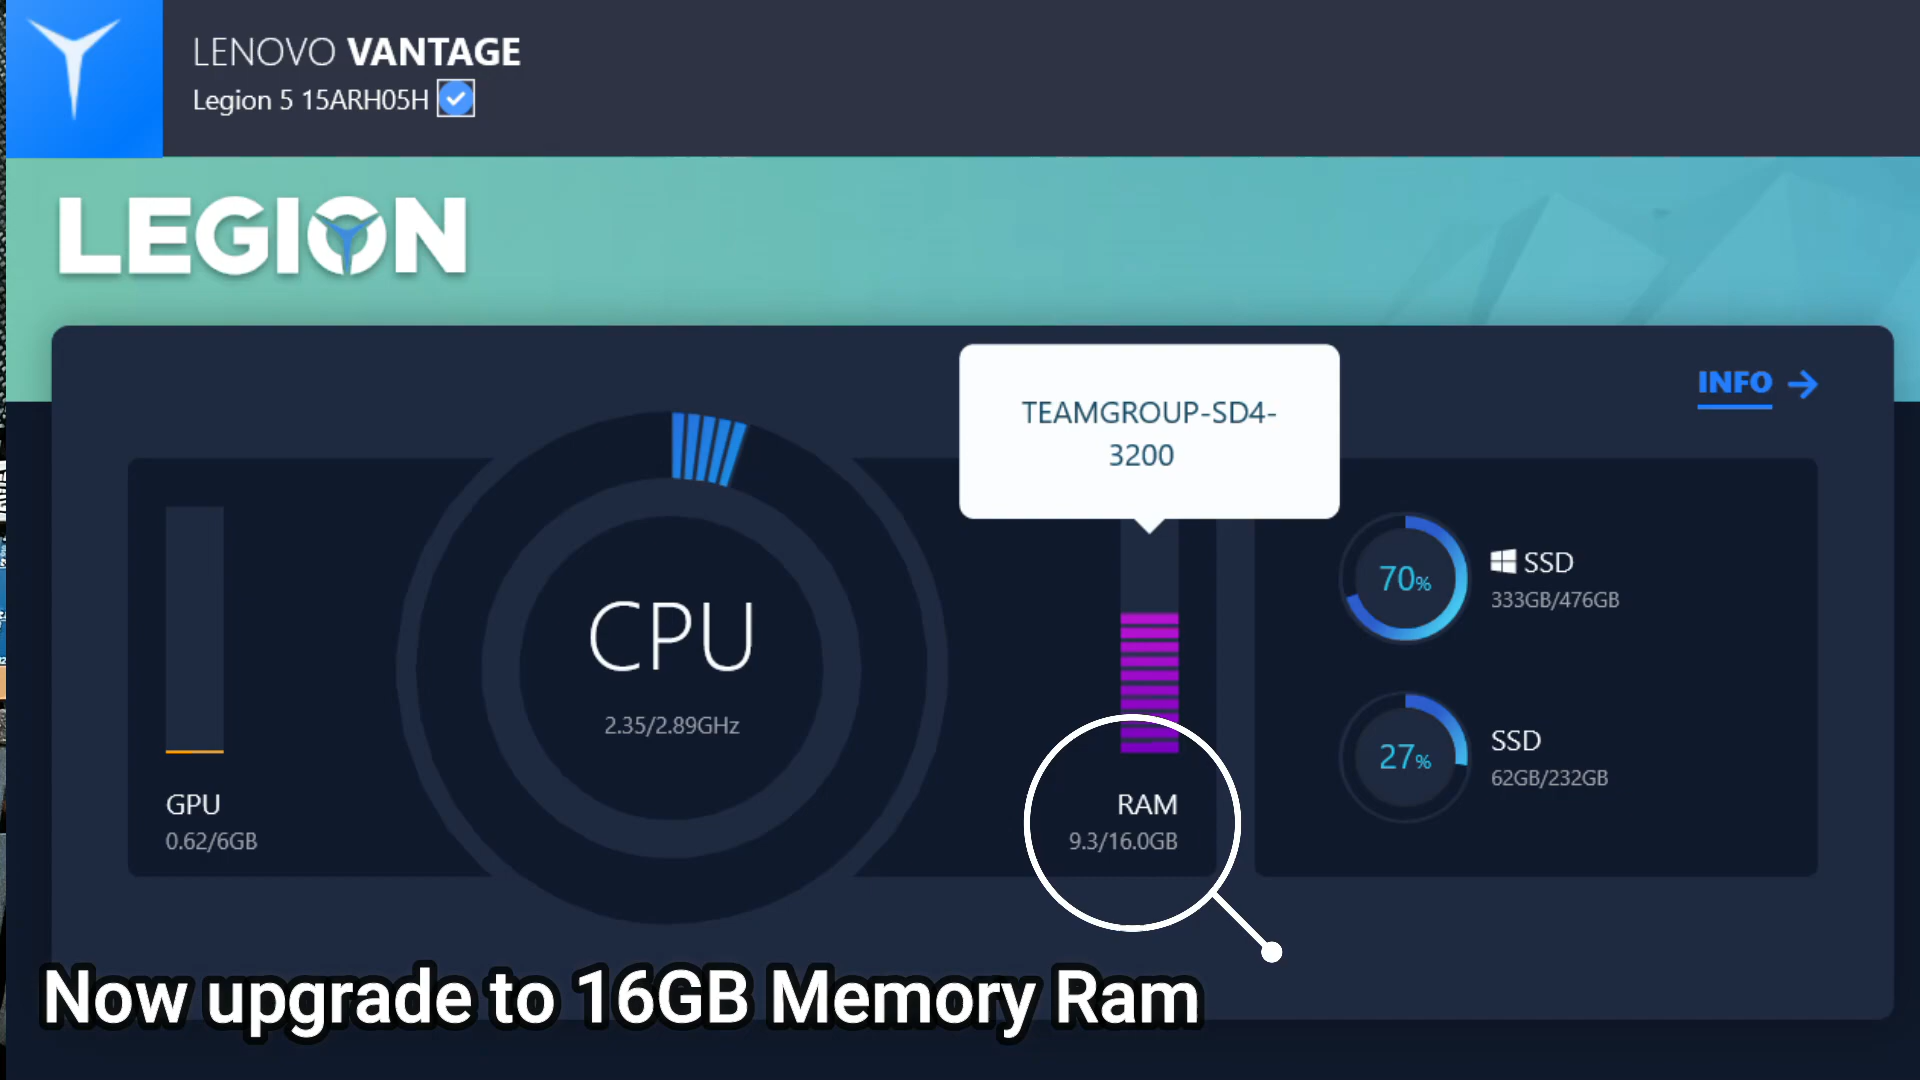 LENOVO VANTAGE
Legion 5 15ARH05H
LEGION
INFO
TEAMGROUP-SD4-
3200
CPU
2.35/2.89GHz
GPU
0.62/6GB
RAM
9.3/16.0GB
70%
SSD
333GB/476GB
27%
SSD
62GB/232GB
Now upgrade to 16GB Memory Ram